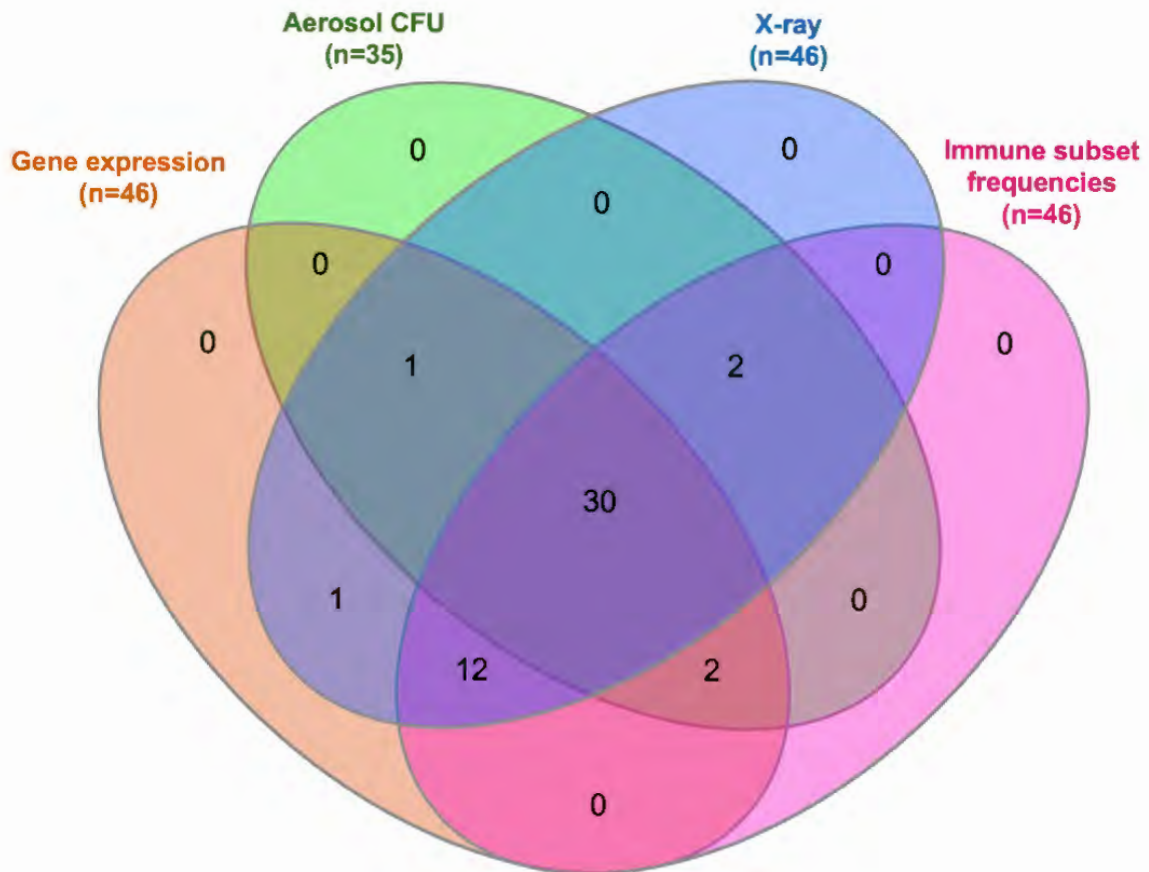 Aerosol CFU
(n=35)
X-ray
(n=46)
Gene expression
(n=46)
Immune subset
frequencies
(n=46)
0
0
0
0
0
0
0
1
2
30
1
0
12
2
0